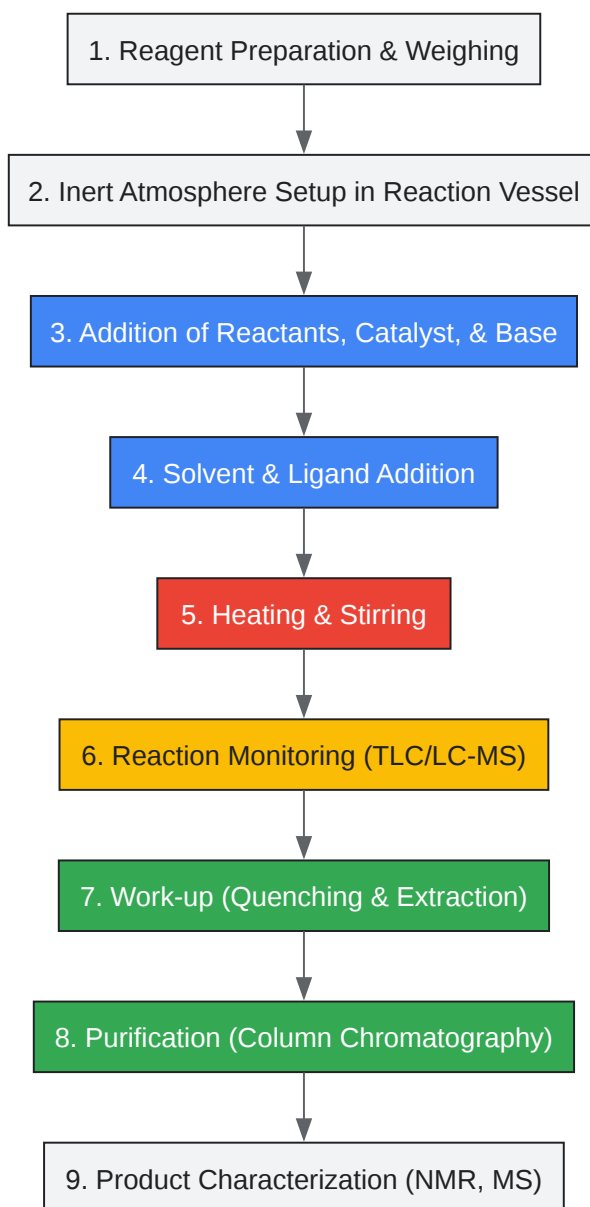 1. Reagent Preparation & Weighing
2. Inert Atmosphere Setup in Reaction Vessel
3. Addition of Reactants, Catalyst, & Base
4. Solvent & Ligand Addition
5. Heating & Stirring
6. Reaction Monitoring (TLC/LC-MS)
7. Work-up (Quenching & Extraction)
8. Purification (Column Chromatography)
9. Product Characterization (NMR, MS)